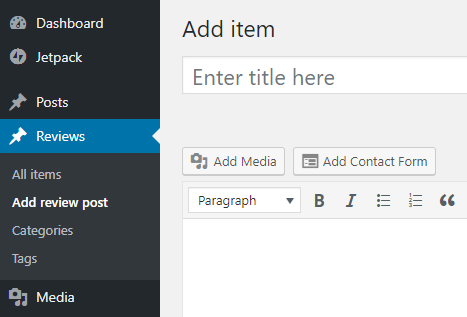 Dashboard
Jetpack
Posts
Reviews
All items
Add review post
Categories
Tags
Media
Add item
Enter title here
Add Media
Add Contact Form
Paragraph
B I